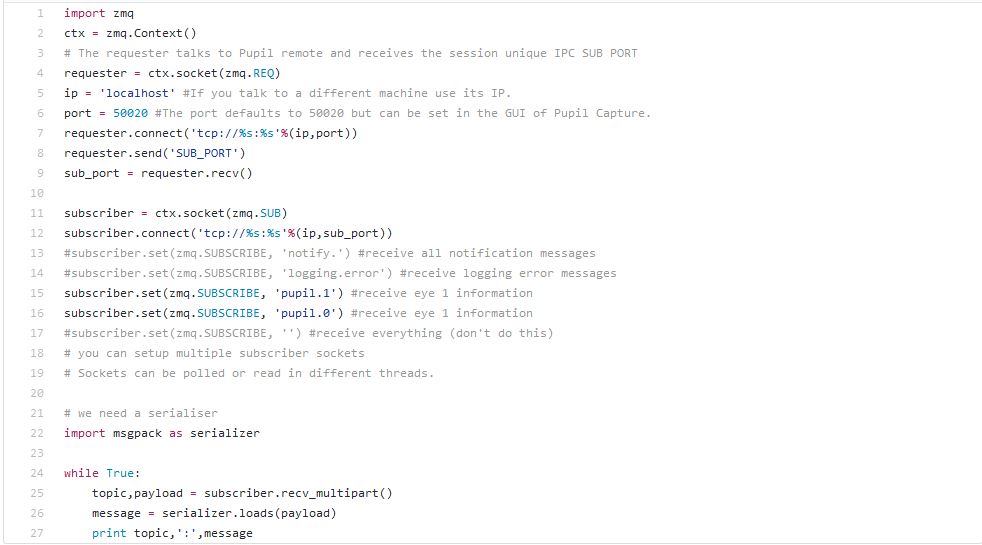 1 import zmq
2 ctx = zmq.Context()
3 # The requester talks to Pupil remote and receives the session unique IPC SUB PORT
4 requester = ctx.socket(zmq.REQ)
5 ip = 'localhost' #If you talk to a different machine use its IP.
6 port = 50020 #The port defaults to 50020 but can be set in the GUI of Pupil Capture.
7 requester.connect('tcp://%s:%s'%(ip,port))
8 requester.send('SUB_PORT')
9 sub_port = requester.recv()
10
11 subscriber = ctx.socket(zmq.SUB)
12 subscriber.connect('tcp://%s:%s'%(ip,sub_port))
13 #subscriber.set(zmq.SUBSCRIBE, 'notify.') #receive all notification messages
14 #subscriber.set(zmq.SUBSCRIBE, 'logging.error') #receive logging error messages
15 subscriber.set(zmq.SUBSCRIBE, 'pupil.1') #receive eye 1 information
16 subscriber.set(zmq.SUBSCRIBE, 'pupil.0') #receive eye 1 information
17 #subscriber.set(zmq.SUBSCRIBE, '') #receive everything (don't do this)
18 # you can setup multiple subscriber sockets
19 # Sockets can be polled or read in different threads.
20
21 # we need a serialiser
22 import msgpack as serializer
23
24 while True:
25     topic,payload = subscriber.recv_multipart()
26     message = serializer.loads(payload)
27     print topic,':',message